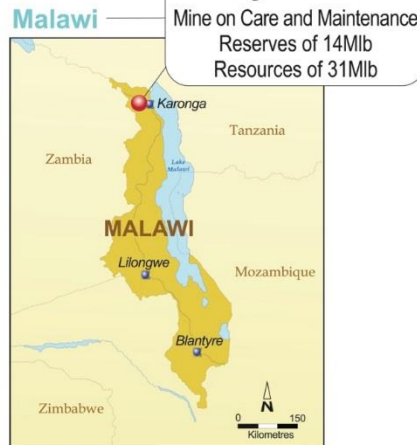 Malawi
Mine on Care and Maintenance
Reserves of 14Mlb
Resources of 31Mlb
Karonga
Tanzania
Zambia
Lake
Malawi
MALAWI
Lilongwe
Mozambique
Blantyre
Zimbabwe
N
0 150
Kilometres